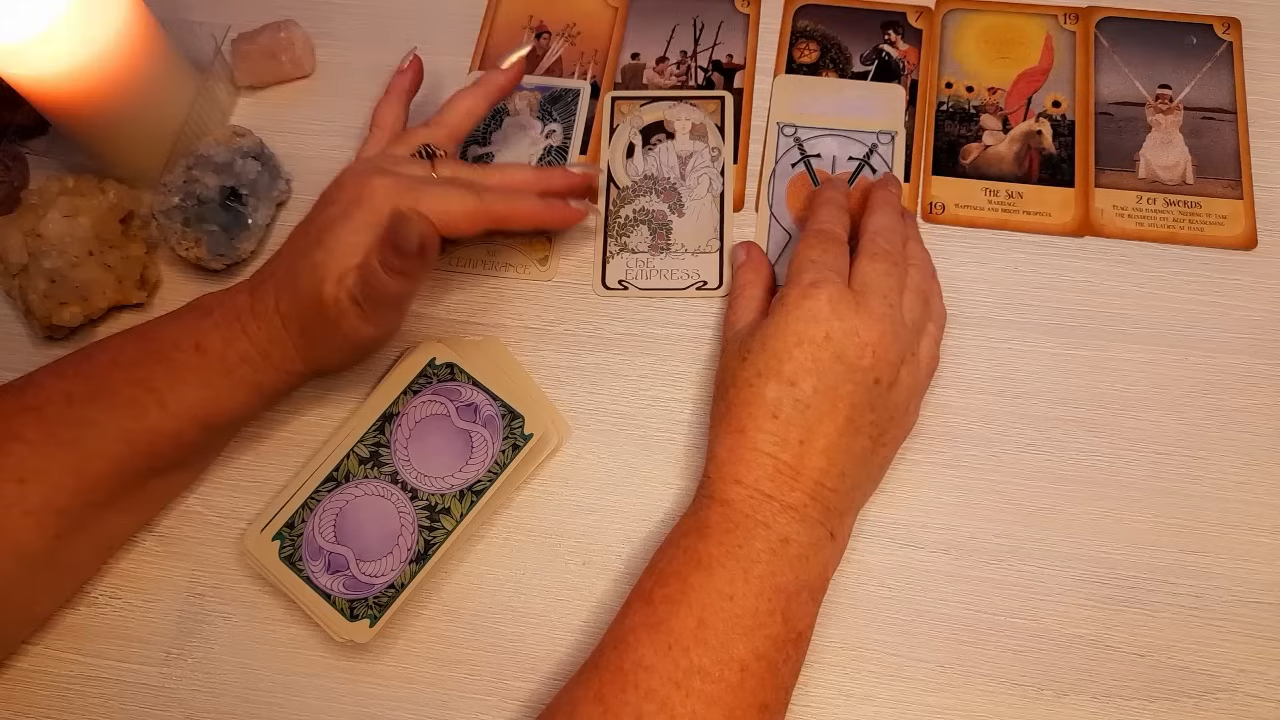 5
7
19
2
THE SUN
MARRIAGE.
HAPPINESS AND BRIGHT PROSPECTS.
19
2 OF SWORDS
PEACE AND HARMONY. NEEDING TO TAKE
THE BLINDFOLD OFF. KEEP REASSESSING
THE SITUATION AT HAND.
TEMPERANCE
THE
EMPRESS